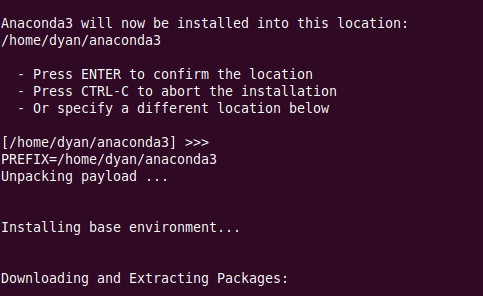 Anaconda3 will now be installed into this location:
/home/dyan/anaconda3
- Press ENTER to confirm the location
- Press CTRL-C to abort the installation
- Or specify a different location below
[/home/dyan/anaconda3] >>>
PREFIX=/home/dyan/anaconda3
Unpacking payload ...
Installing base environment...
Downloading and Extracting Packages: